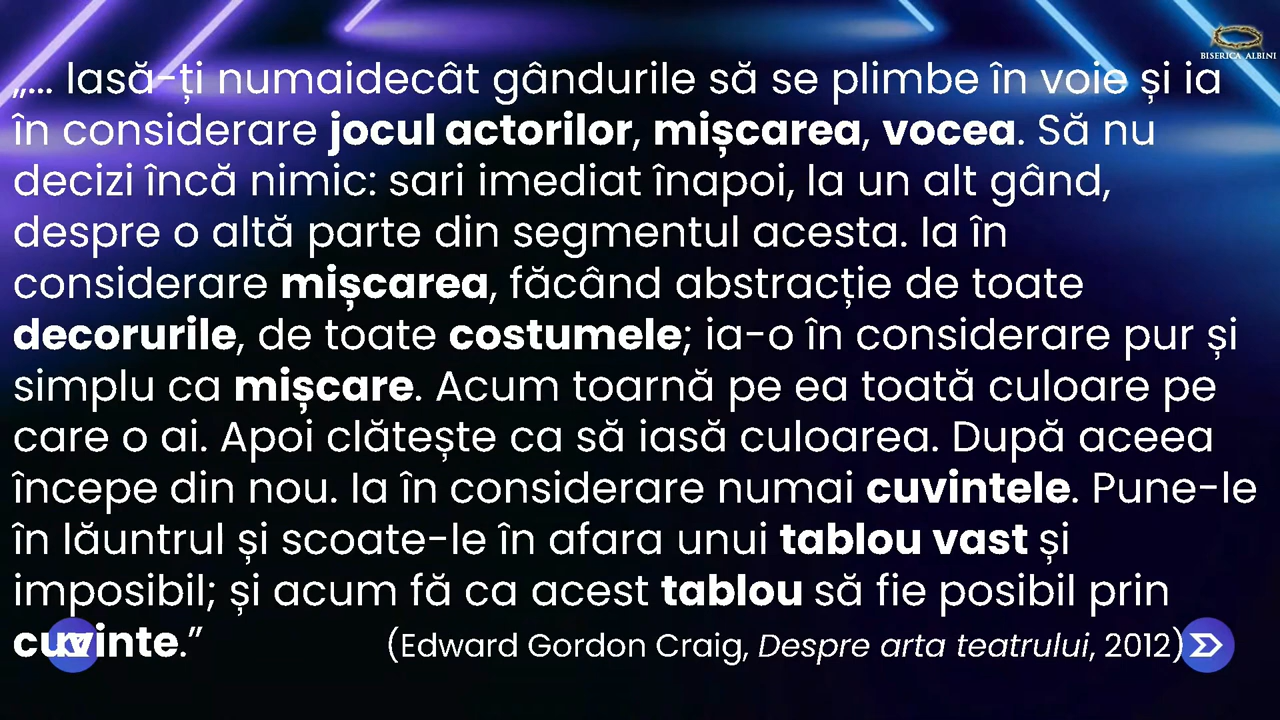 BISERICA ALBINI
„... lasă-ți numaidecât gândurile să se plimbe în voie și ia
în considerare jocul actorilor, mișcarea, vocea. Să nu
decizi încă nimic: sari imediat înapoi, la un alt gând,
despre o altă parte din segmentul acesta. Ia în
considerare mișcarea, făcând abstracție de toate
decorurile, de toate costumele; ia-o în considerare pur și
simplu ca mișcare. Acum toarnă pe ea toată culoare pe
care o ai. Apoi clătește ca să iasă culoarea. După aceea
începe din nou. Ia în considerare numai cuvintele. Pune-le
în lăuntrul și scoate-le în afara unui tablou vast și
imposibil; și acum fă ca acest tablou să fie posibil prin
cuvinte.” (Edward Gordon Craig, Despre arta teatrului, 2012)